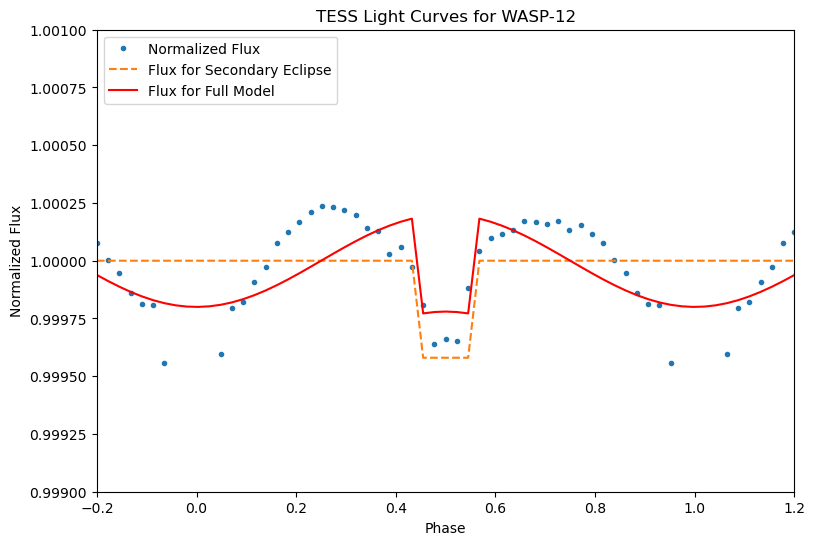 TESS Light Curves for WASP-12
Normalized Flux
Flux for Secondary Eclipse
Flux for Full Model
Normalized Flux
1.00100
1.00075
1.00050
1.00025
1.00000
0.99975
0.99950
0.99925
0.99900
−0.2 0.0 0.2 0.4 0.6 0.8 1.0 1.2
Phase